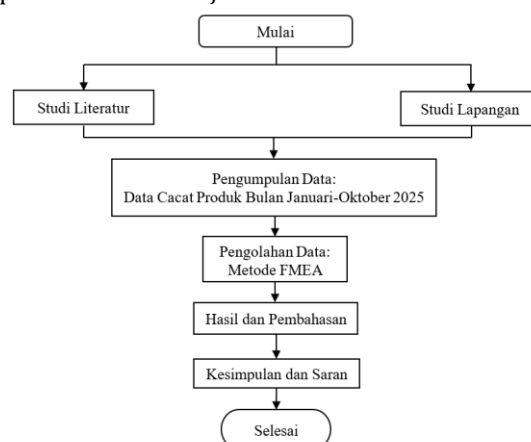 Mulai
Studi Literatur
Studi Lapangan
Pengumpulan Data:
Data Cacat Produk Bulan Januari-Oktober 2025
Pengolahan Data:
Metode FMEA
Hasil dan Pembahasan
Kesimpulan dan Saran
Selesai